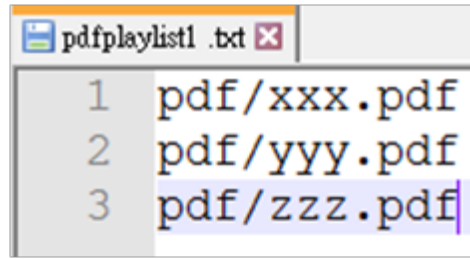 pdfplaylist1 .txt
1 pdf/xxx.pdf
2 pdf/yyy.pdf
3 pdf/zzz.pdf